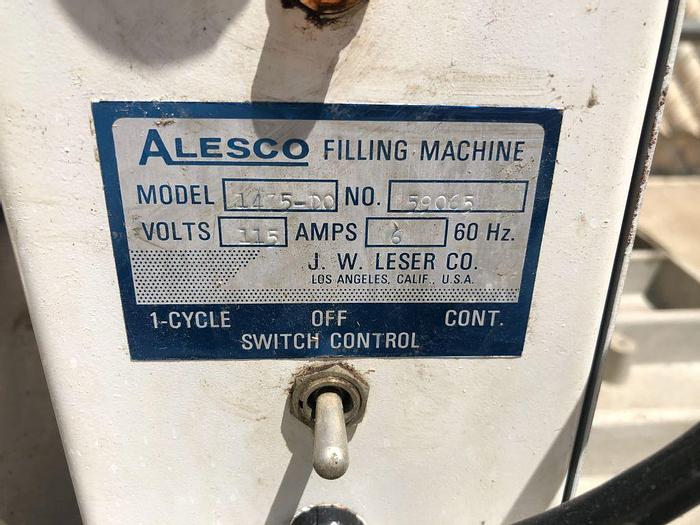 ALESCO FILLING MACHINE
MODEL NO. 59065
VOLTS 115 AMPS 6 60 Hz.
J. W. LESER CO.
LOS ANGELES, CALIF., U.S.A.
1-CYCLE OFF CONT.
SWITCH CONTROL